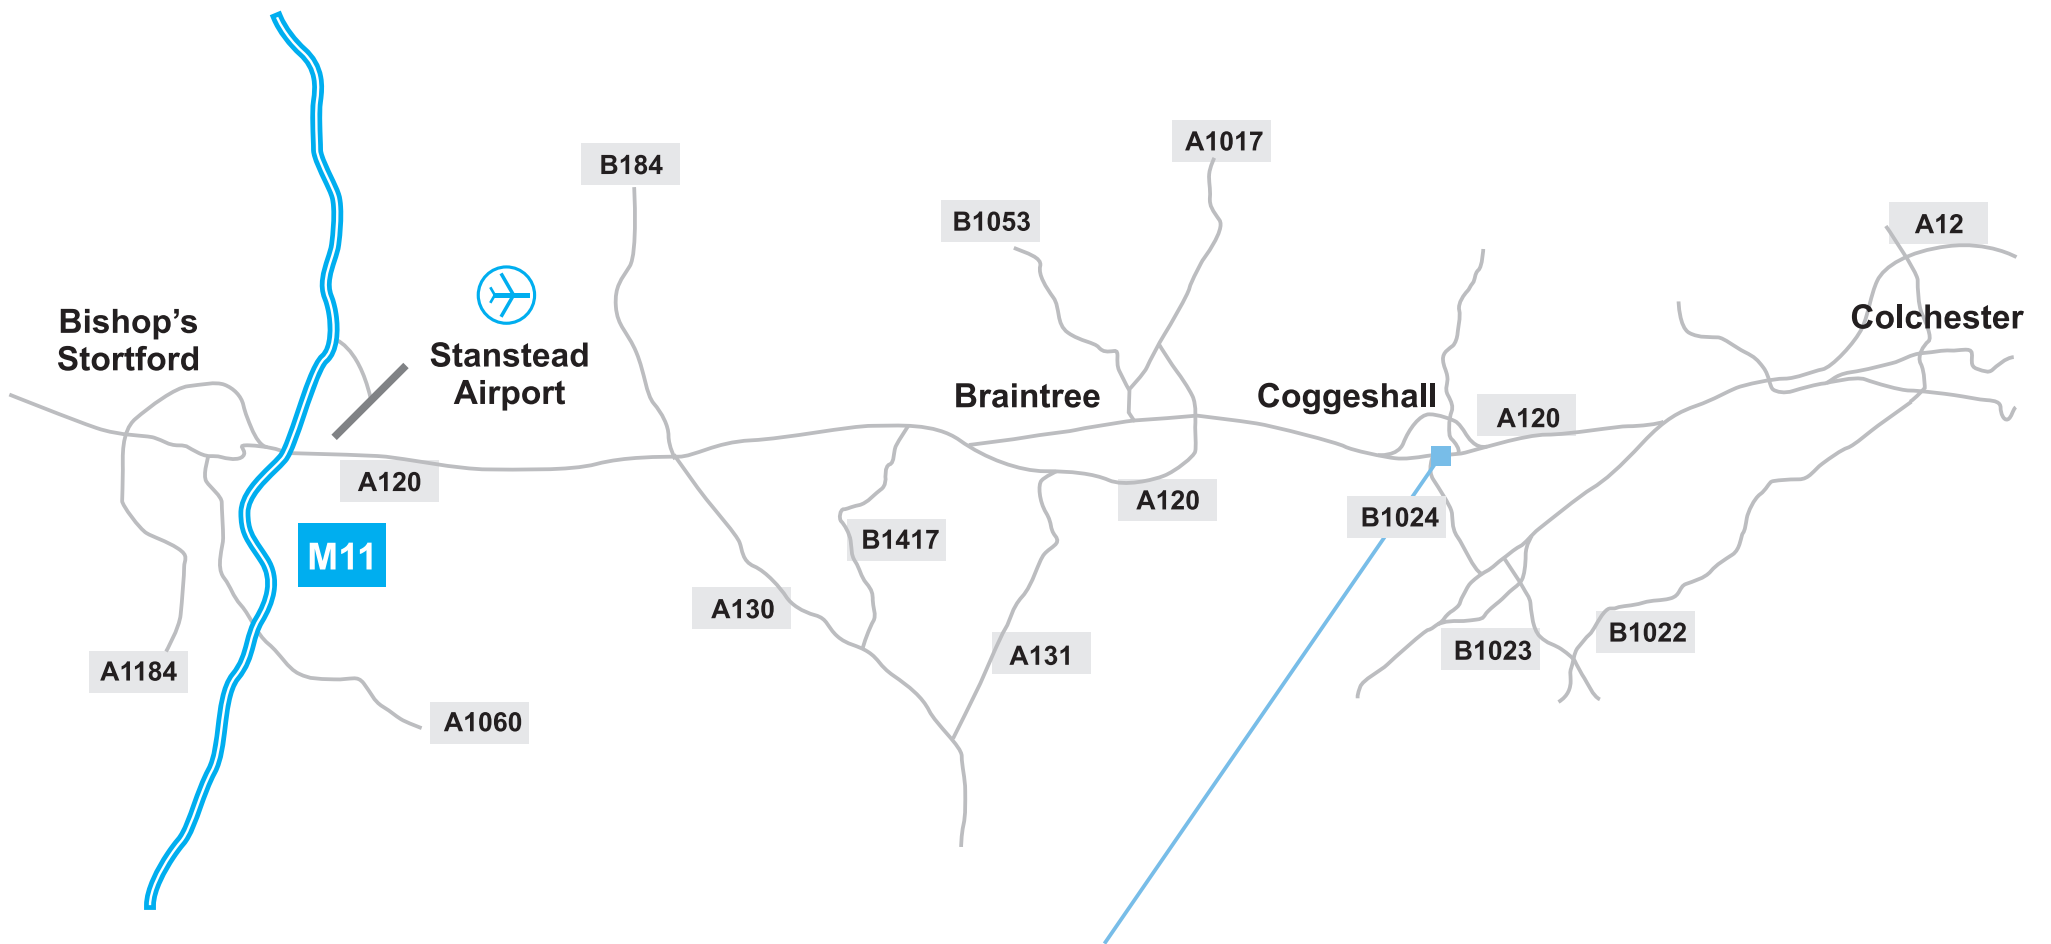 A1017
B184
A12
B1053
Bishop's
Stortford
Colchester
Stanstead
Airport
Braintree
Coggeshall
A120
A120
A120
B1024
M11
B1417
A130
B1022
B1023
A131
A1184
A1060